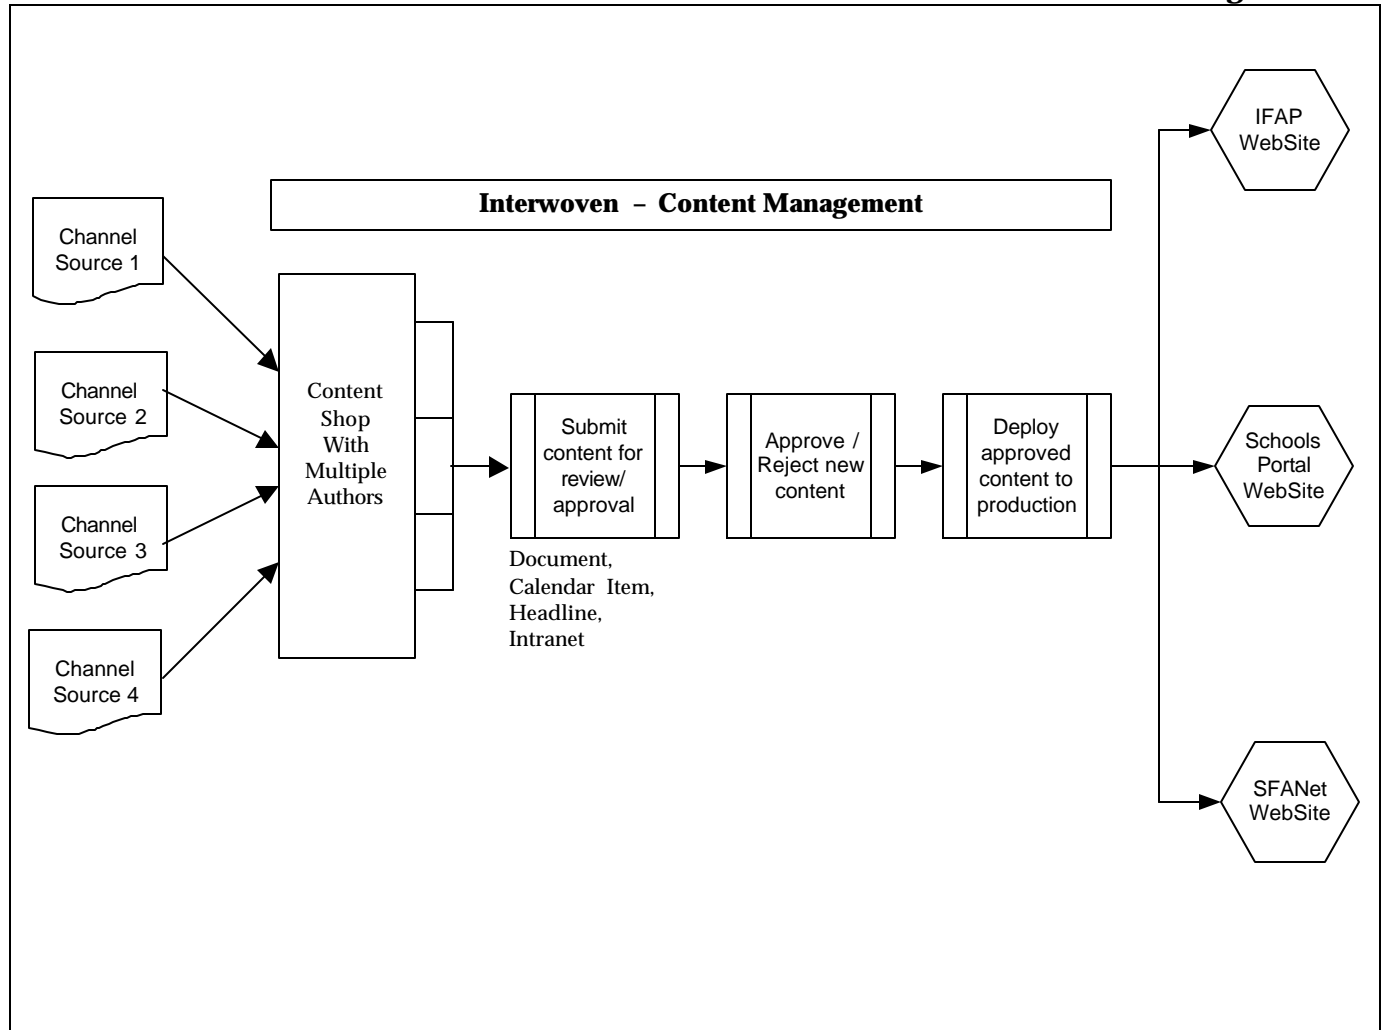 IFAP
WebSite
Interwoven – Content Management
Channel
Source 1
Channel
Source 2
Channel
Source 3
Channel
Source 4
Content
Shop
With
Multiple
Authors
Submit
content for
review/
approval
Document,
Calendar Item,
Headline,
Intranet
Approve /
Reject new
content
Deploy
approved
content to
production
Schools
Portal
WebSite
SFANet
WebSite